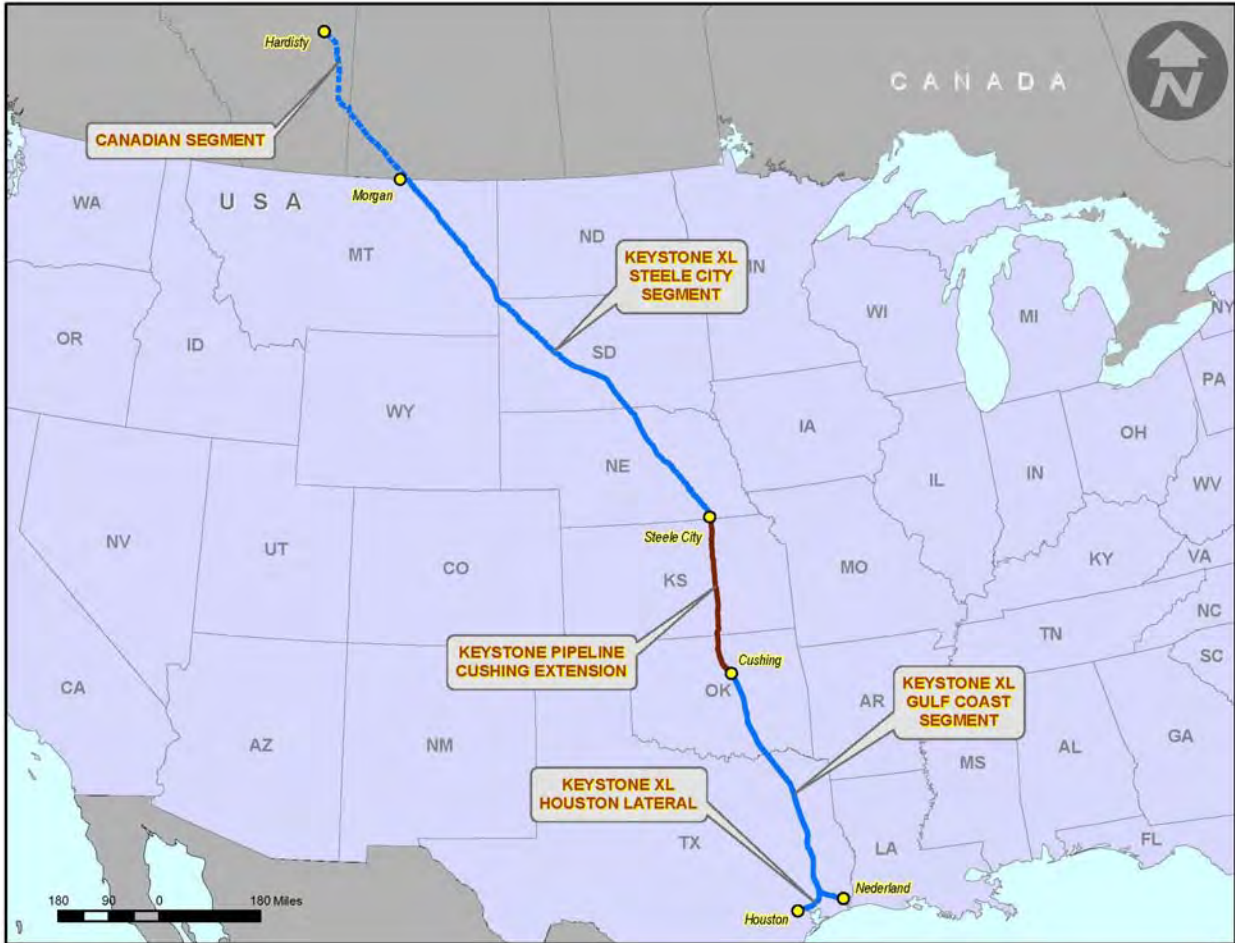 Hardisty
CANADA
N
CANADIAN SEGMENT
Morgan
USA
WA
MT
ND
KEYSTONE XL
STEELE CITY
SEGMENT
MN
OR
ID
SD
WI
MI
NY
PA
WY
IA
NE
OH
IL
IN
WV
NV
UT
CO
Steele City
KS
MO
KY
VA
NC
TN
SC
KEYSTONE PIPELINE
CUSHING EXTENSION
Cushing
OK
AR
KEYSTONE XL
GULF COAST
SEGMENT
CA
AZ
NM
MS
AL
GA
KEYSTONE XL
HOUSTON LATERAL
TX
LA
FL
Nederland
Houston
180 90 0 180 Miles